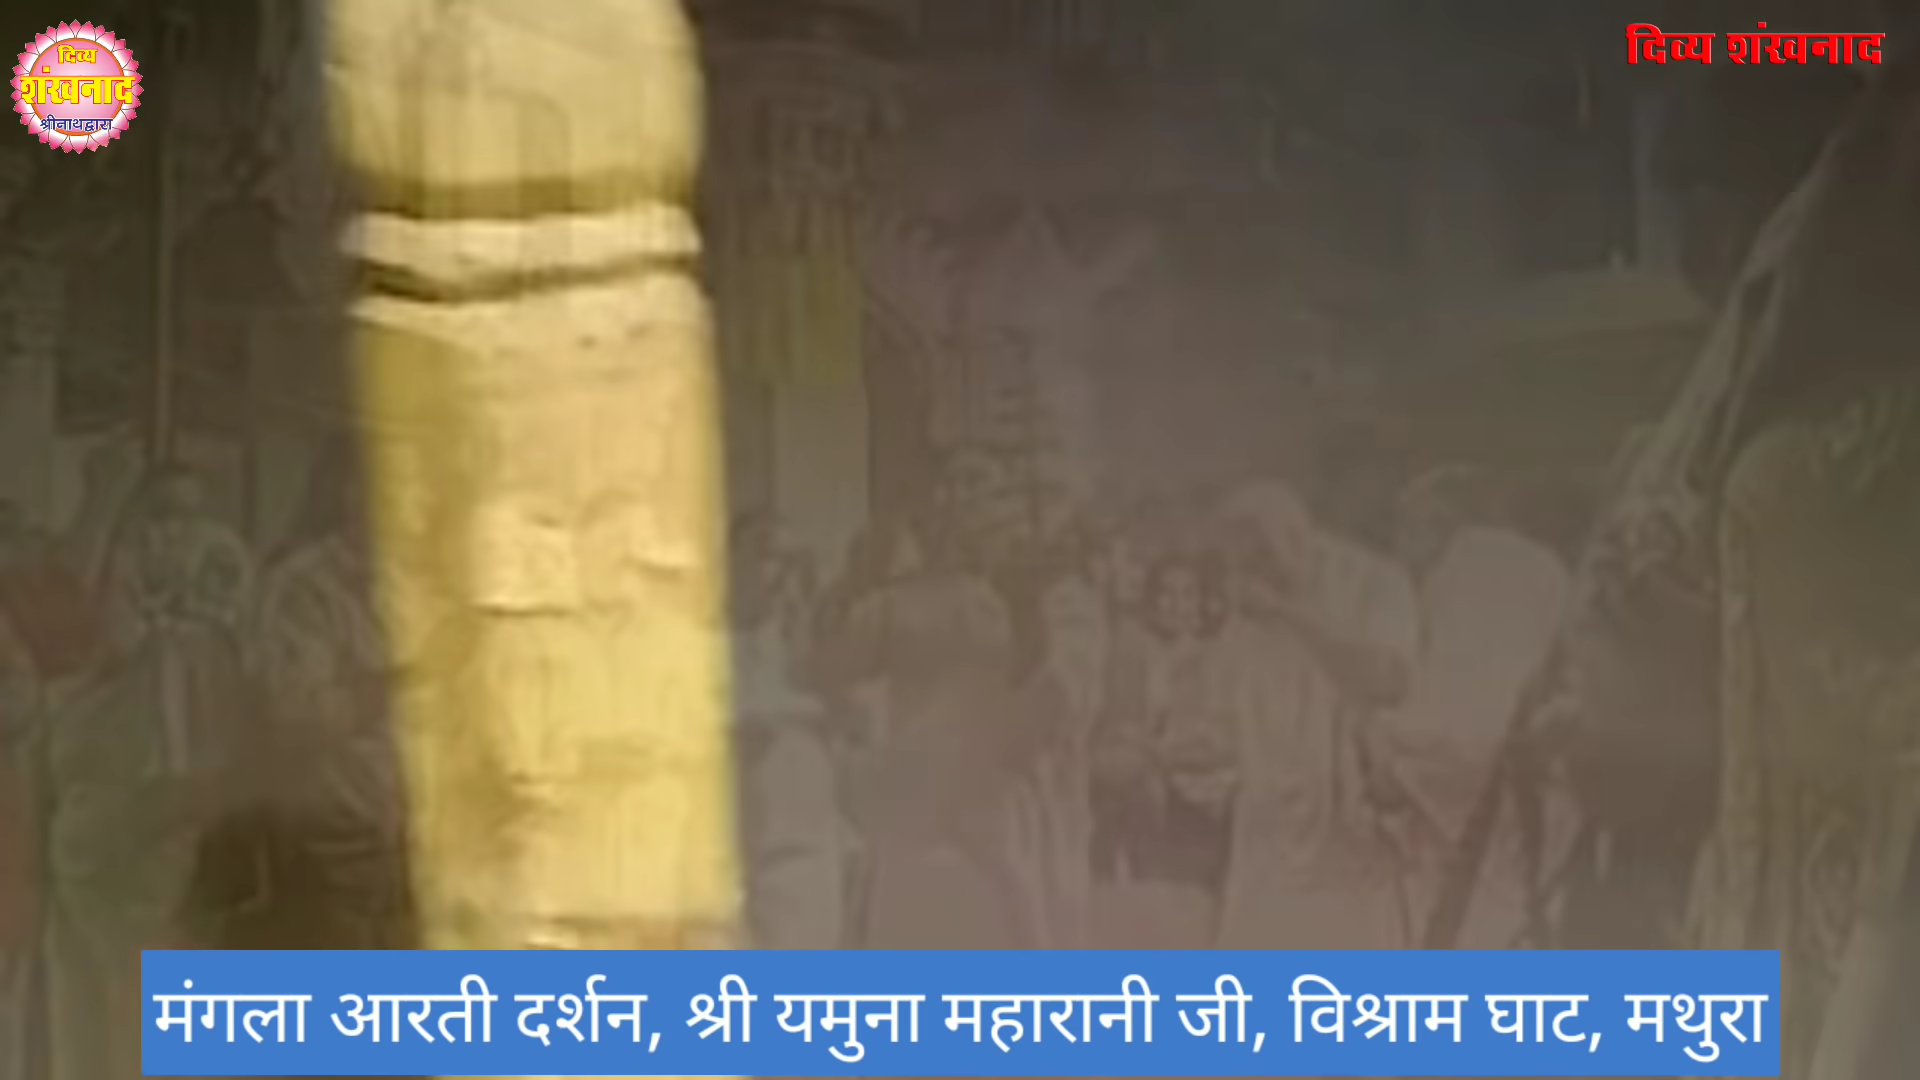 दिव्य
शंखनाद
श्रीनाथद्वारा
दिव्य शंखनाद
मंगला आरती दर्शन, श्री यमुना महारानी जी, विश्राम घाट, मथुरा